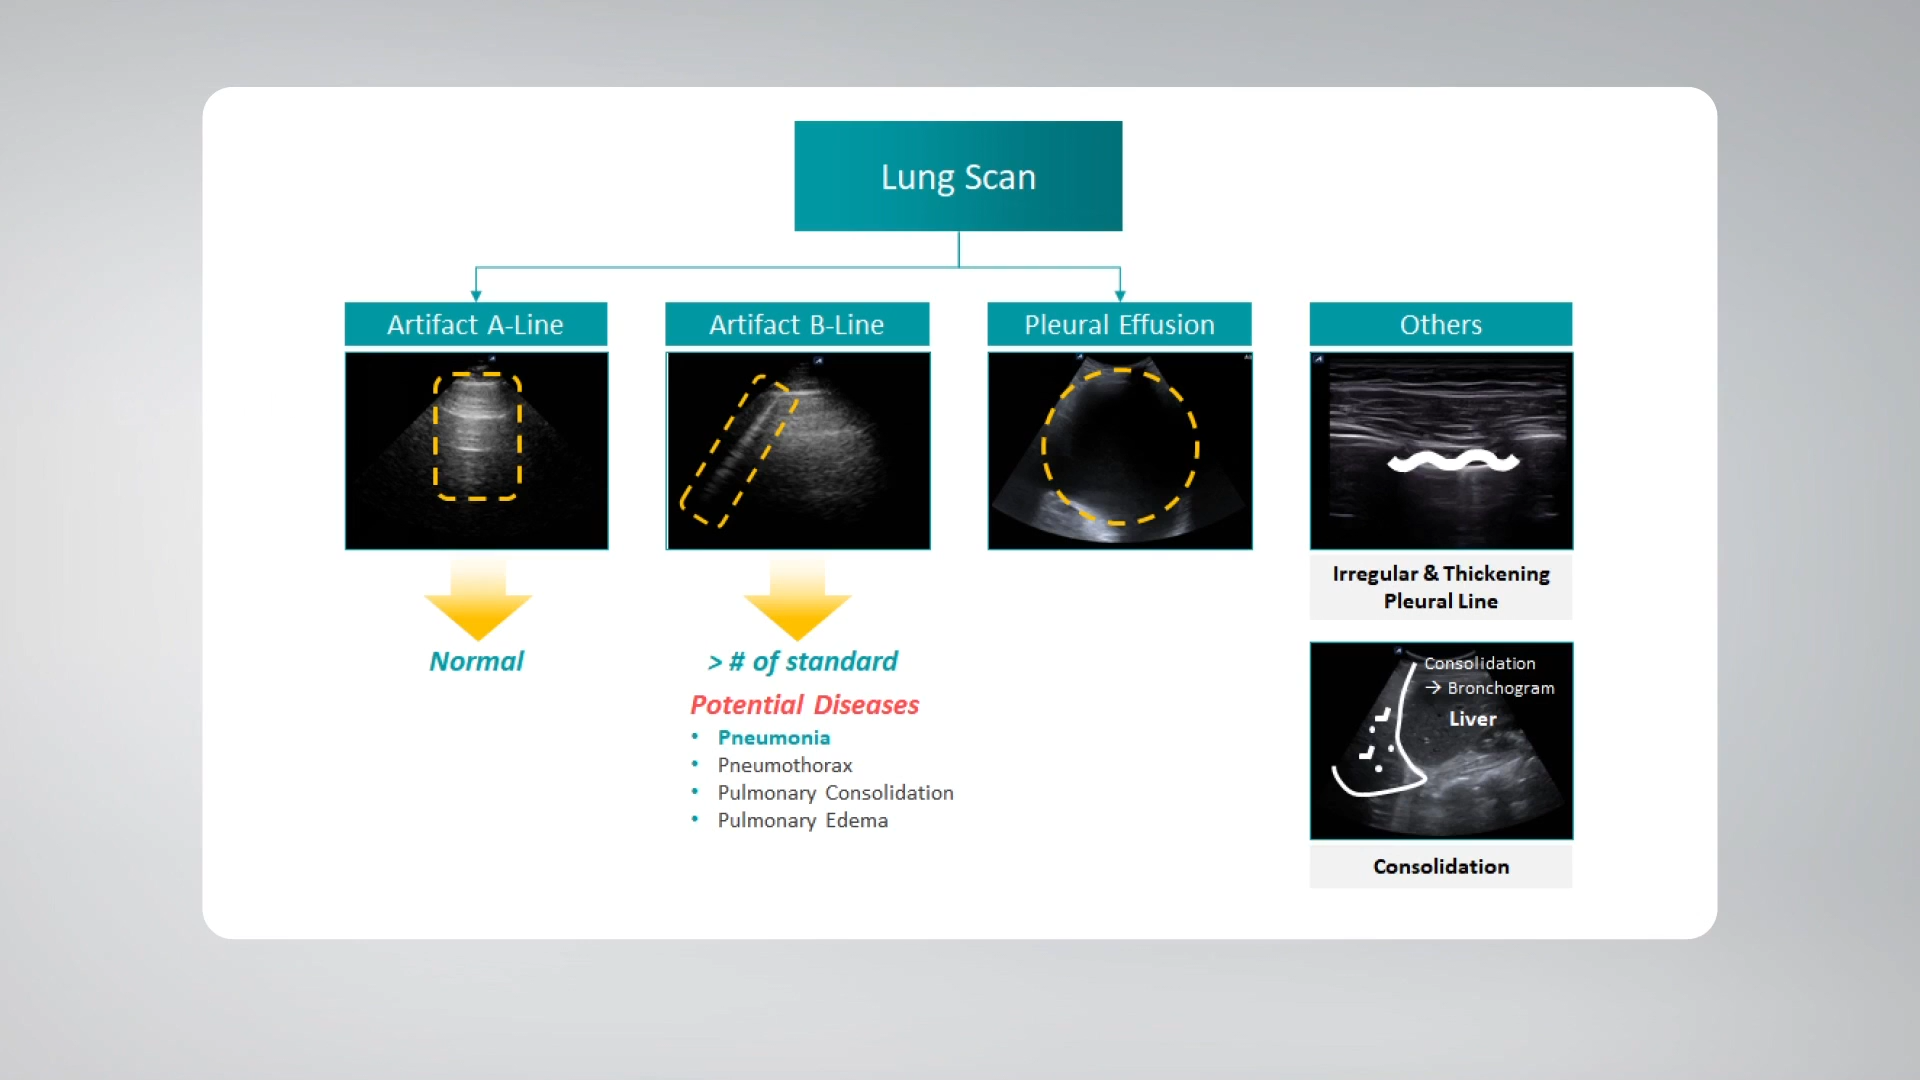 Lung Scan
Artifact A-Line
Artifact B-Line
Pleural Effusion
Others
Normal
> # of standard
Potential Diseases
• Pneumonia
• Pneumothorax
• Pulmonary Consolidation
• Pulmonary Edema
Irregular & Thickening
Pleural Line
Consolidation
→ Bronchogram
Liver
Consolidation